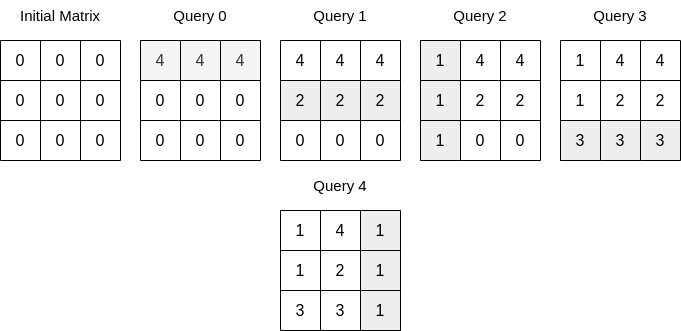 Initial Matrix Query 0 Query 1 Query 2 Query 3
0 0 0 4 4 4 4 4 4 1 4 4 1 4 4
0 0 0 0 0 0 2 2 2 1 2 2 1 2 2
0 0 0 0 0 0 0 0 0 1 0 0 3 3 3
Query 4
1 4 1
1 2 1
3 3 1